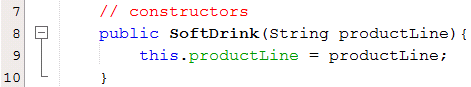 7 // constructors
8 public SoftDrink(String productLine){
9 this.productLine = productLine;
10 }